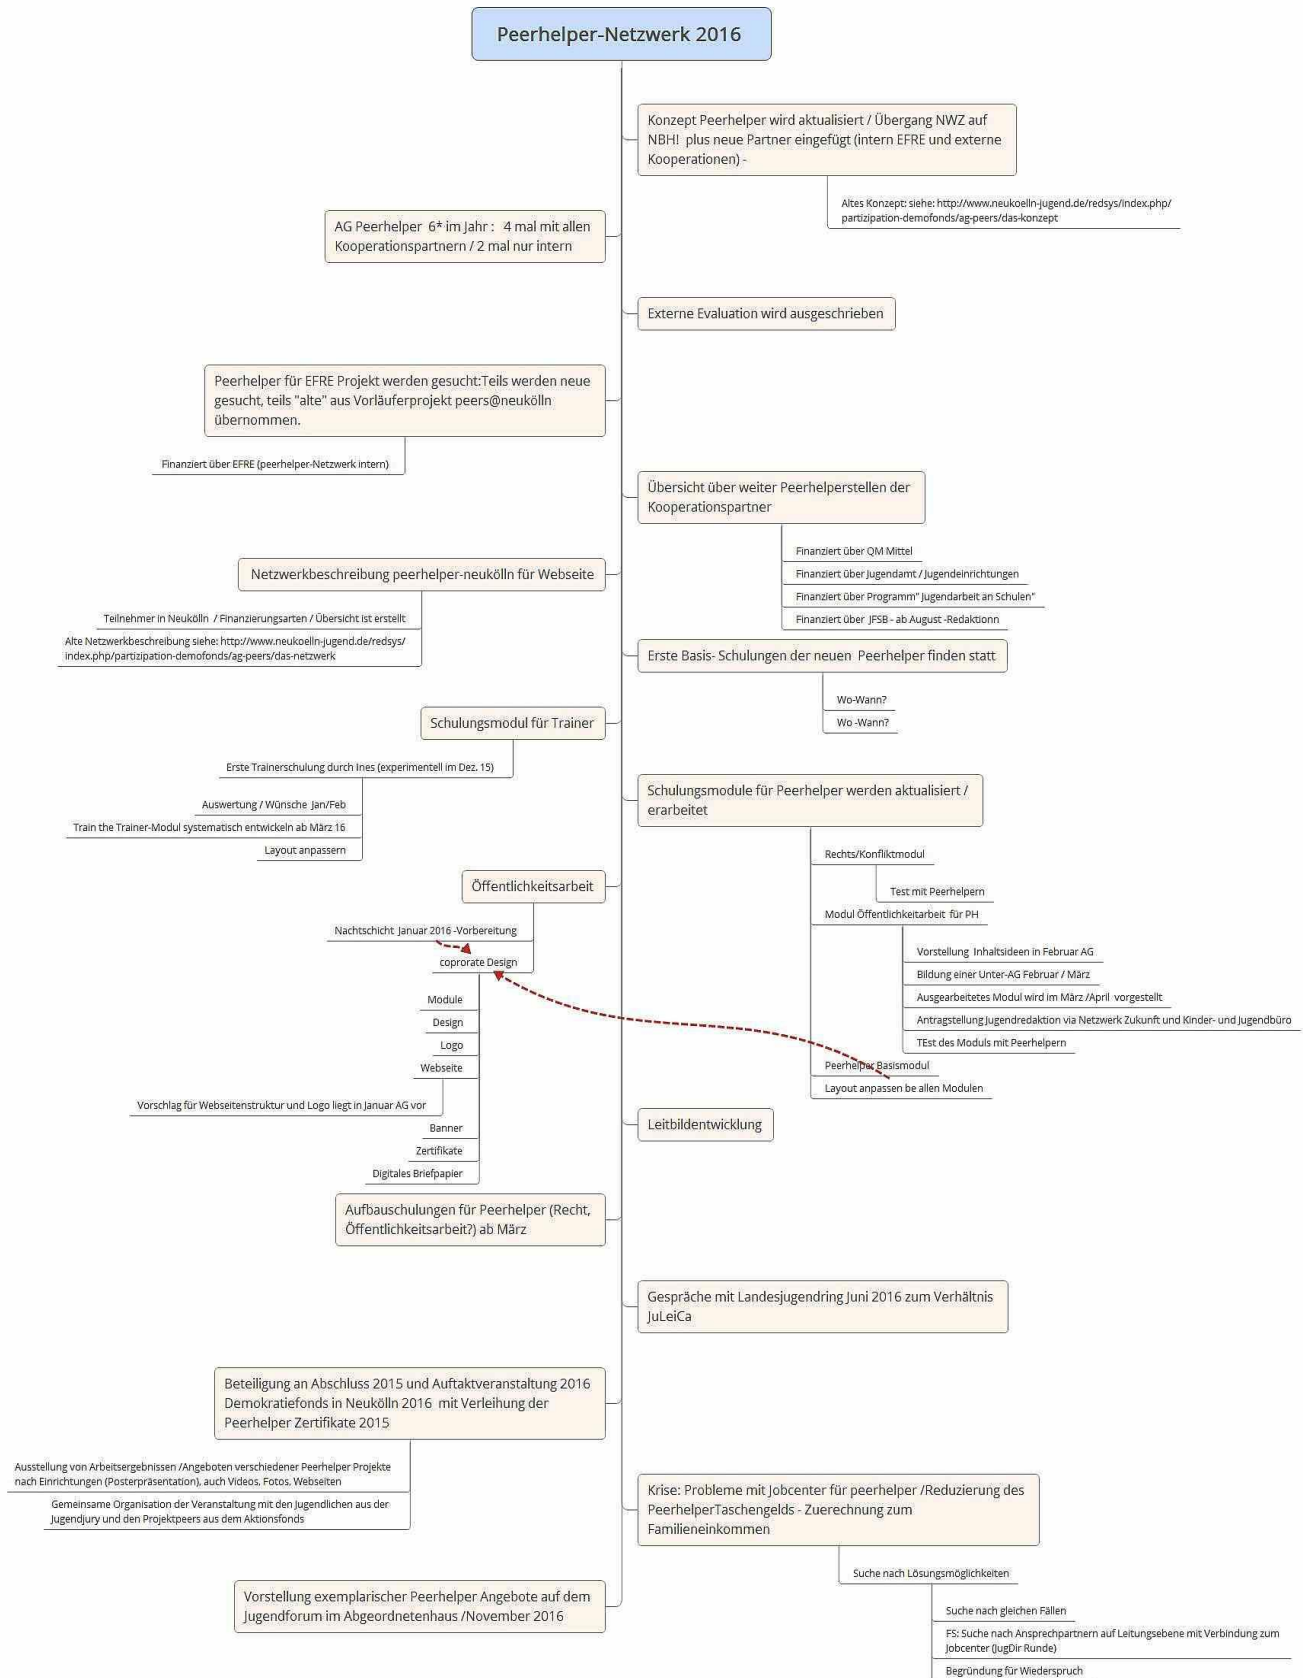 Peerhelper-Netzwerk 2016
Konzept Peerhelper wird aktualisiert / Übergang NWZ auf
NBHI plus neue Partner eingefügt (intern EFRE und externe
Kooperationen) -
Altes Konzept: siehe: http://www.neukoelln-jugend.de/redsys/index.php/
partizipation-demofonds/ag-peers/das-konzept
AG Peerhelper 6* im Jahr : 4 mal mit allen
Kooperationspartnern / 2 mal nur intern
Externe Evaluation wird ausgeschrieben
Peerhelper für EFRE Projekt werden gesucht:Teils werden neue
gesucht, teils "alte" aus Vorläuferprojekt peers@neukölln
übernommen.
Finanziert über EFRE (peerhelper-Netzwerk intern)
Übersicht über weiter Peerhelperstellen der
Kooperationspartner
Finanziert über QM Mittel
Finanziert über Jugendamt / Jugendeinrichtungen
Finanziert über Programm" Jugendarbeit an Schulen"
Finanziert über JFSB - ab August -Redaktionn
Netzwerkbeschreibung peerhelper-neukölln für Webseite
Teilnehmer in Neukölln / Finanzierungsarten / Übersicht ist erstellt
Alte Netzwerkbeschreibung siehe: http://www.neukoelln-jugend.de/redsys/
index.php/partizipation-demofonds/ag-peers/das-netzwerk
Erste Basis- Schulungen der neuen Peerhelper finden statt
Wo-Wann?
Wo -Wann?
Schulungsmodul für Trainer
Erste Trainerschulung durch Ines (experimentell im Dez. 15)
Auswertung / Wünsche Jan/Feb
Train the Trainer-Modul systematisch entwickeln ab März 16
Layout anpassern
Schulungsmodule für Peerhelper werden aktualisiert /
erarbeitet
Rechts/Konfliktmodul
Test mit Peerhelpern
Modul Öffentlichkeitarbeit für PH
Vorstellung Inhaltsideen in Februar AG
Bildung einer Unter-AG Februar / März
Ausgearbeitetes Modul wird im März /April vorgestellt
Antragstellung Jugendredaktion via Netzwerk Zukunft und Kinder- und Jugendbüro
TEst des Moduls mit Peerhelpern
Peerhelper Basismodul
Layout anpassen be allen Modulen
Öffentlichkeitsarbeit
Nachtschicht Januar 2016 -Vorbereitung
coprorate Design
Module
Design
Logo
Webseite
Vorschlag für Webseitenstruktur und Logo liegt in Januar AG vor
Banner
Zertifikate
Digitales Briefpapier
Leitbildentwicklung
Aufbauschulungen für Peerhelper (Recht,
Öffentlichkeitsarbeit?) ab März
Gespräche mit Landesjugendring Juni 2016 zum Verhältnis
JuLeiCa
Beteiligung an Abschluss 2015 und Auftaktveranstaltung 2016
Demokratiefonds in Neukölln 2016 mit Verleihung der
Peerhelper Zertifikate 2015
Ausstellung von Arbeitsergebnissen /Angeboten verschiedener Peerhelper Projekte
nach Einrichtungen (Posterpräsentation), auch Videos, Fotos, Webseiten
Gemeinsame Organisation der Veranstaltung mit den Jugendlichen aus der
Jugendjury und den Projektpeers aus dem Aktionsfonds
Krise: Probleme mit Jobcenter für peerhelper /Reduzierung des
PeerhelperTaschengelds - Zuerechnung zum
Familieneinkommen
Suche nach Lösungsmöglichkeiten
Suche nach gleichen Fällen
FS: Suche nach Ansprechpartnern auf Leitungsebene mit Verbindung zum
Jobcenter (JugDir Runde)
Begründung für Wiederspruch
Vorstellung exemplarischer Peerhelper Angebote auf dem
Jugendforum im Abgeordnetenhaus /November 2016